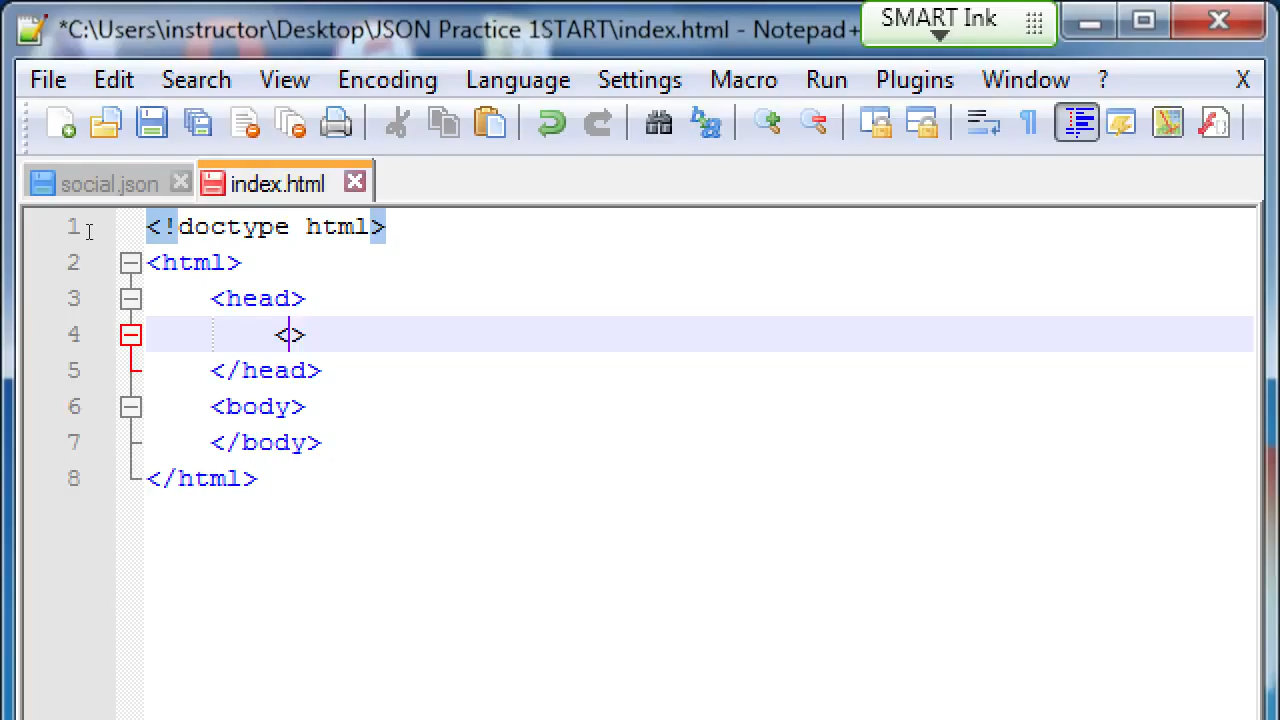 *C:\Users\instructor\Desktop\JSON Practice 1START\index.html - Notepad+
SMART Ink
File Edit Search View Encoding Language Settings Macro Run Plugins Window ? X
social.json index.html
1 <!doctype html>
2 <html>
3 <head>
4 <>
5 </head>
6 <body>
7 </body>
8 </html>